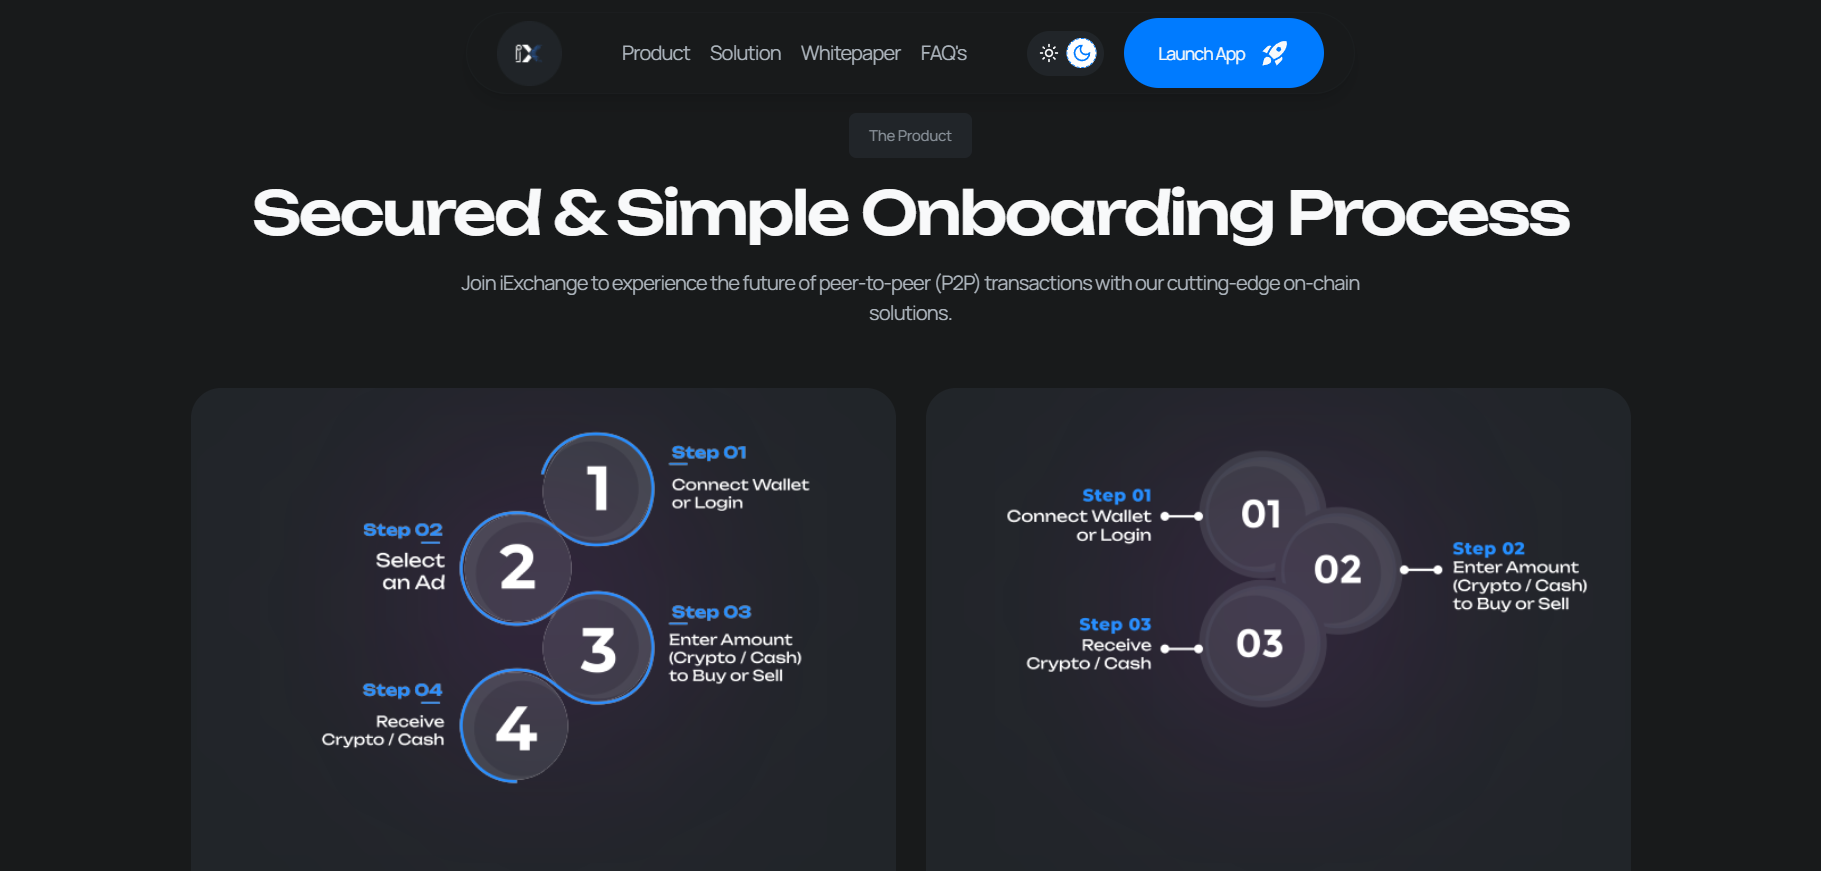 iX
Product Solution Whitepaper FAQ's
Launch App
The Product
Secured & Simple Onboarding Process
Join iExchange to experience the future of peer-to-peer (P2P) transactions with our cutting-edge on-chain
solutions.
1
Step 01
Connect Wallet
or Login
Step 02
Select
an Ad
2
3
Step 03
Enter Amount
(Crypto / Cash)
to Buy or Sell
Step 04
Receive
Crypto / Cash
4
Step 01
Connect Wallet
or Login
01
02
Step 02
Enter Amount
(Crypto / Cash)
to Buy or Sell
Step 03
Receive
Crypto / Cash
03